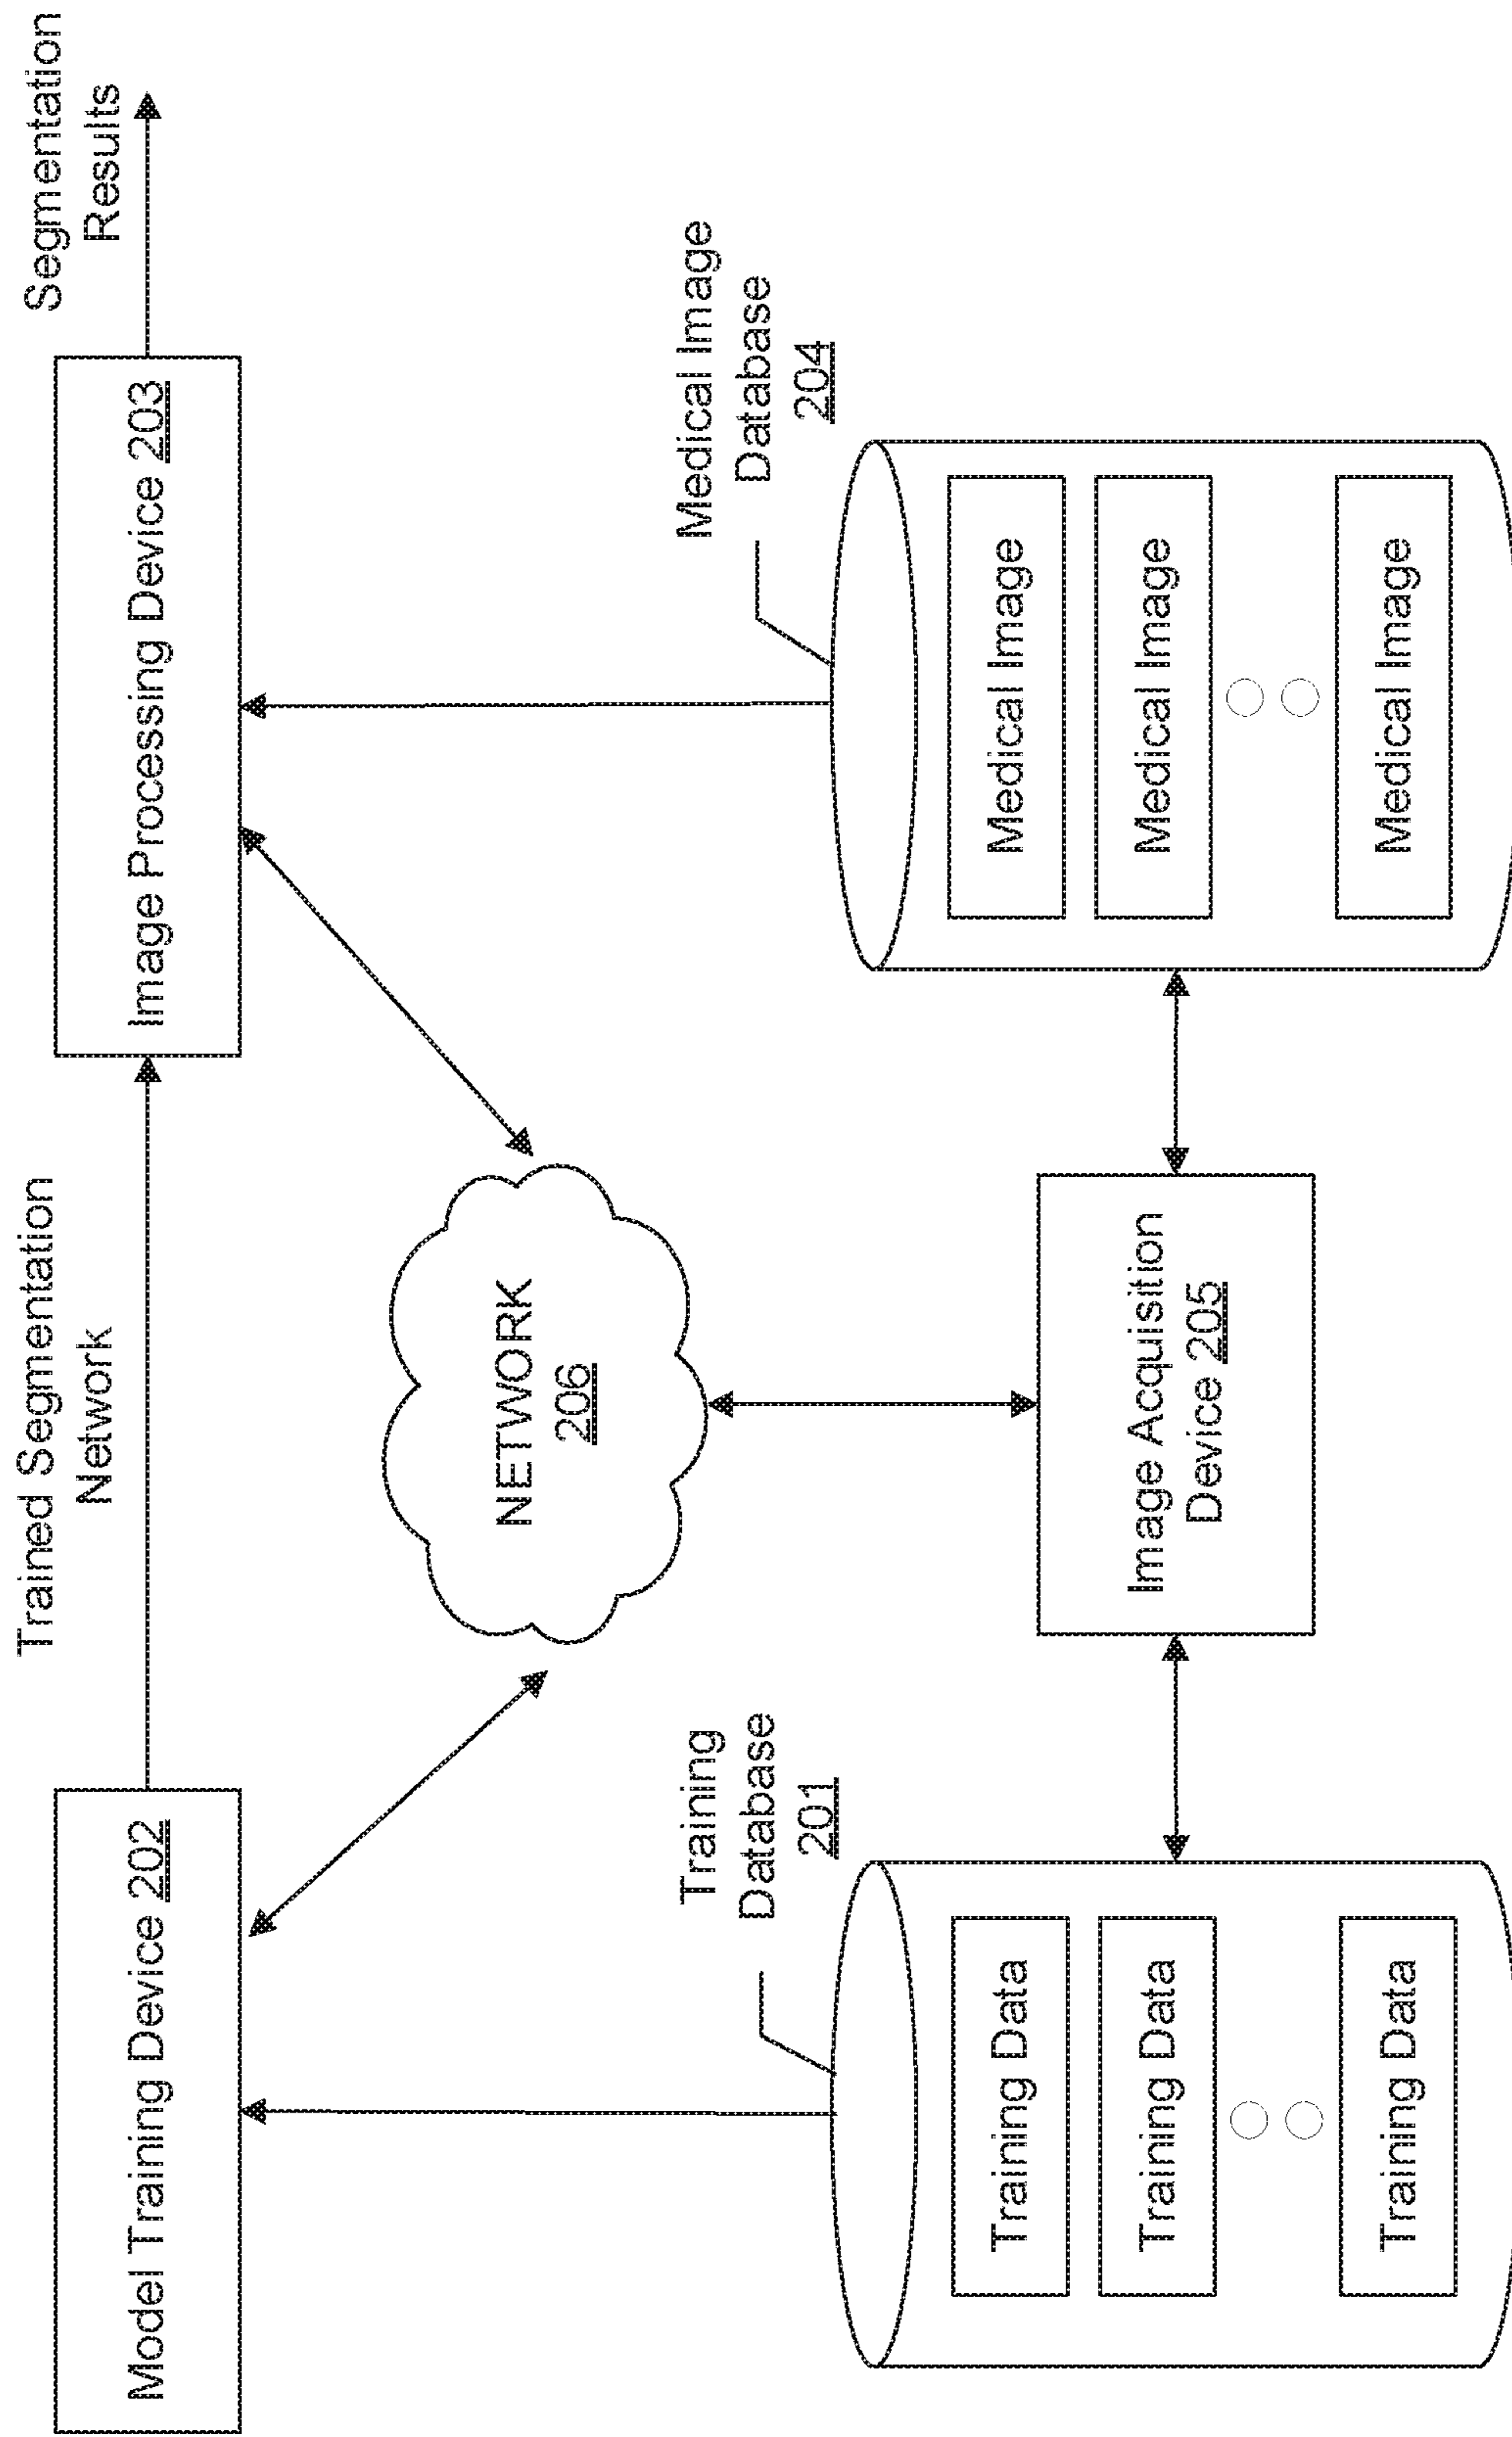 Trained Segmentation
Network
Segmentation
Results
Model Training Device 202
Image Processing Device 203
NETWORK
206
Training
Database
201
Medical Image
Database
204
Training Data
Training Data
Training Data
Image Acquisition
Device 205
Medical Image
Medical Image
Medical Image